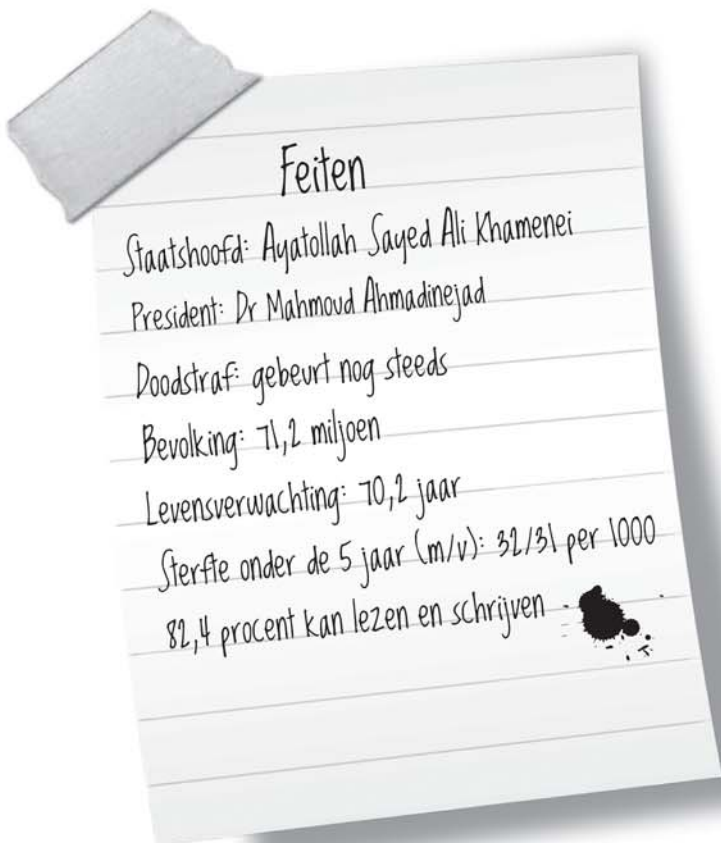 Feiten
Staatshoofd: Ayatollah Sayed Ali Khamenei
President: Dr Mahmoud Ahmadinejad
Doodstraf: gebeurt nog steeds
Bevolking: 71,2 miljoen
Levensverwachting: 70,2 jaar
Sterfte onder de 5 jaar (m/v): 32/31 per 1000
82,4 procent kan lezen en schrijven